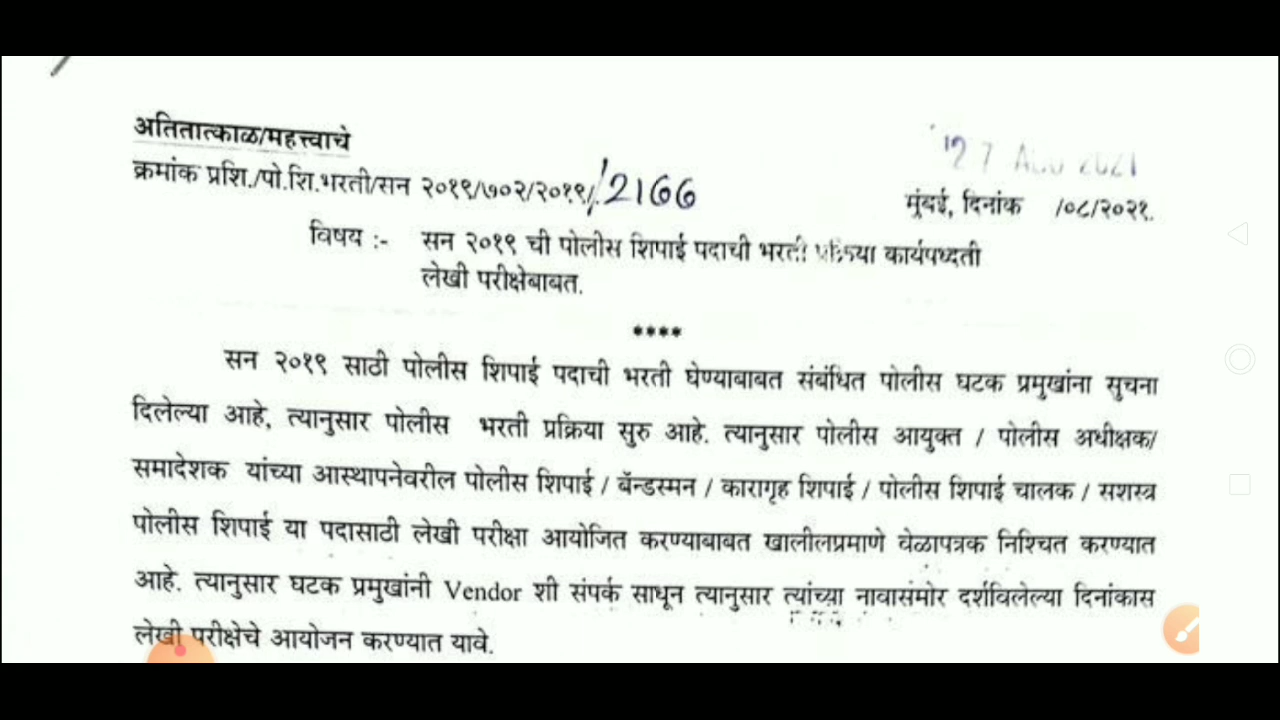 अतितात्काळ/महत्त्वाचे
27 AUG 2021
क्रमांक प्रशि./पो.शि.भरती/सन २०१९/७०२/२०१९/2166
मुंबई, दिनांक /०८/२०२१.
विषय :- सन २०१९ ची पोलीस शिपाई पदाची भरती कार्यपध्दती
लेखी परीक्षेबाबत.
****
सन २०१९ साठी पोलीस शिपाई पदाची भरती घेण्याबाबत संबंधित पोलीस घटक प्रमुखांना सुचना
दिलेल्या आहे, त्यानुसार पोलीस भरती प्रक्रिया सुरु आहे. त्यानुसार पोलीस आयुक्त / पोलीस अधीक्षक/
समादेशक यांच्या आस्थापनेवरील पोलीस शिपाई / बॅन्डस्मन / कारागृह शिपाई / पोलीस शिपाई चालक / सशस्त्र
पोलीस शिपाई या पदासाठी लेखी परीक्षा आयोजित करण्याबाबत खालीलप्रमाणे वेळापत्रक निश्चित करण्यात
आहे. त्यानुसार घटक प्रमुखांनी Vendor शी संपर्क साधून त्यानुसार त्यांच्या नावासमोर दर्शविलेल्या दिनांकास
लेखी परीक्षेचे आयोजन करण्यात यावे.